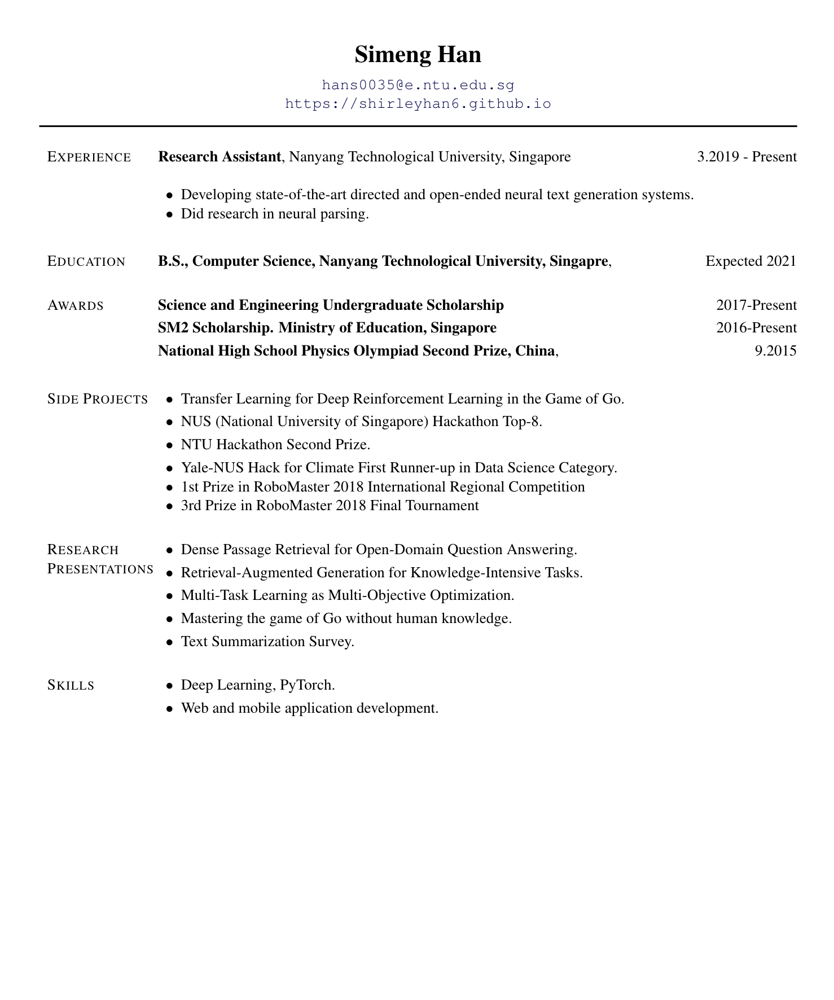 Simeng Han
hans0035@e.ntu.edu.sg
https://shirleyhan6.github.io
EXPERIENCE Research Assistant, Nanyang Technological University, Singapore 3.2019 - Present
• Developing state-of-the-art directed and open-ended neural text generation systems.
• Did research in neural parsing.
EDUCATION B.S., Computer Science, Nanyang Technological University, Singapre, Expected 2021
AWARDS Science and Engineering Undergraduate Scholarship 2017-Present
SM2 Scholarship. Ministry of Education, Singapore 2016-Present
National High School Physics Olympiad Second Prize, China, 9.2015
SIDE PROJECTS • Transfer Learning for Deep Reinforcement Learning in the Game of Go.
• NUS (National University of Singapore) Hackathon Top-8.
• NTU Hackathon Second Prize.
• Yale-NUS Hack for Climate First Runner-up in Data Science Category.
• 1st Prize in RoboMaster 2018 International Regional Competition
• 3rd Prize in RoboMaster 2018 Final Tournament
RESEARCH • Dense Passage Retrieval for Open-Domain Question Answering.
PRESENTATIONS • Retrieval-Augmented Generation for Knowledge-Intensive Tasks.
• Multi-Task Learning as Multi-Objective Optimization.
• Mastering the game of Go without human knowledge.
• Text Summarization Survey.
SKILLS • Deep Learning, PyTorch.
• Web and mobile application development.